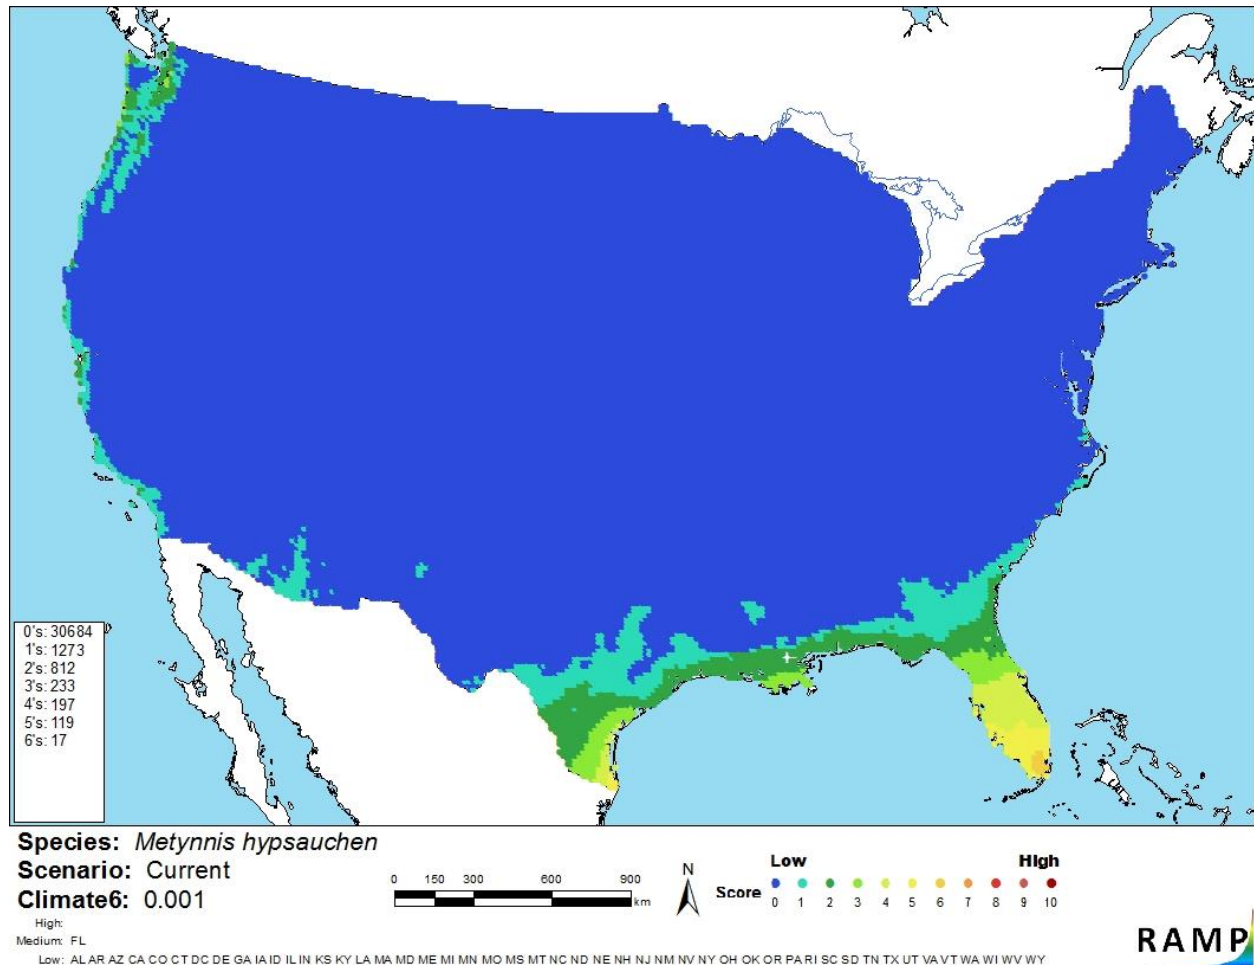 0's: 30684
1's: 1273
2's: 812
3's: 233
4's: 197
5's: 119
6's: 17
Species: Metynnis hypsauchen
Scenario: Current
Climate6: 0.001
High:
Medium: FL
Low: AL AR AZ CA CO CT DC DE GA IA ID IL IN KS KY LA MA MD ME MI MN MO MS MT NC ND NE NH NJ NM NV NY OH OK OR PA RI SC SD TN TX UT VA VT WA WI WV WY
0 150 300 600 900
km
N
Low High
Score
0 1 2 3 4 5 6 7 8 9 10
RAMP